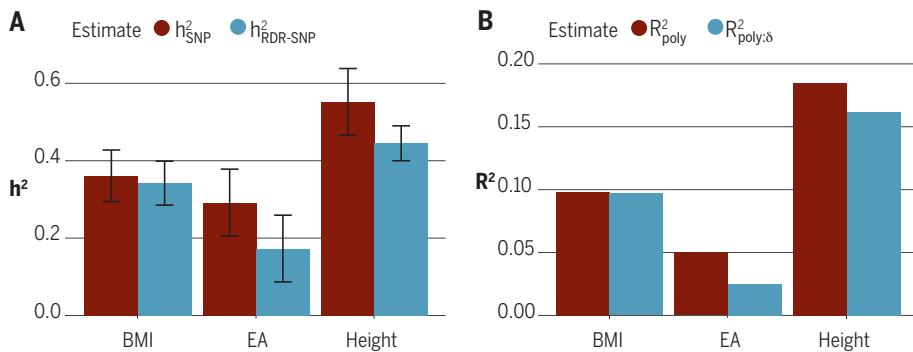 A
Estimate h²SNP h²RDR-SNP
h²
0.6
0.4
0.2
0.0
BMI EA Height
B
Estimate R²poly R²poly:δ
R²
0.20
0.15
0.10
0.05
0.00
BMI EA Height